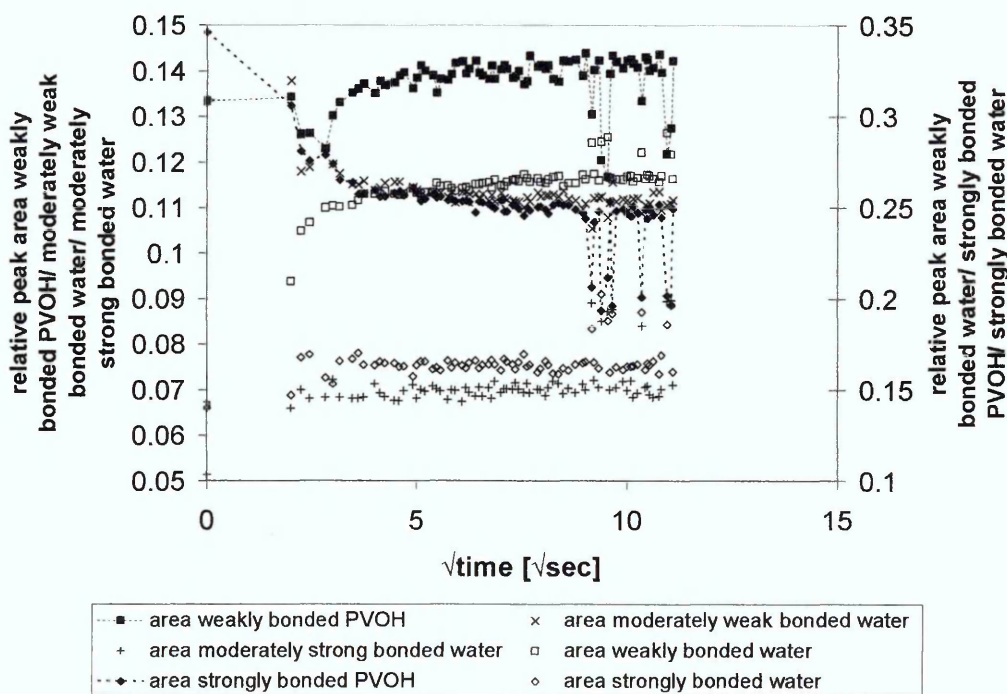 relative peak area weakly
bonded PVOH/ moderately weak
bonded water/ moderately
strong bonded water
0.15
0.14
0.13
0.12
0.11
0.1
0.09
0.08
0.07
0.06
0.05
0.35
0.3
0.25
0.2
0.15
0.1
relative peak area weakly
bonded water/ strongly bonded
PVOH/ strongly bonded water
0 5 10 15
√time [√sec]
area weakly bonded PVOH
area moderately weak bonded water
area moderately strong bonded water
area weakly bonded water
area strongly bonded PVOH
area strongly bonded water